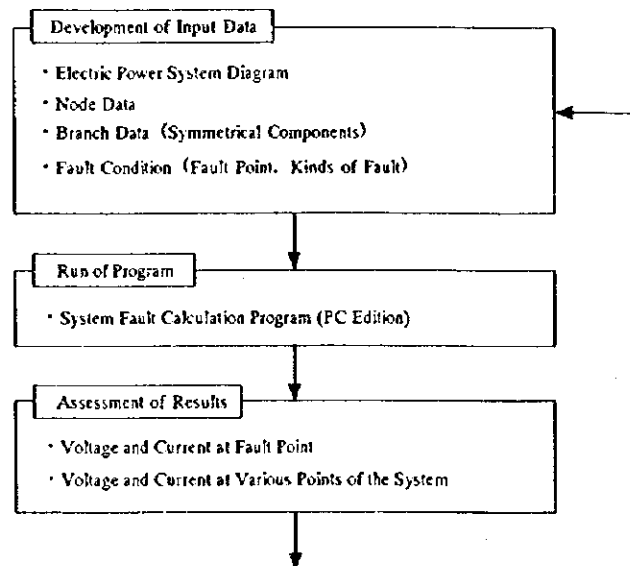 Development of Input Data
・Electric Power System Diagram
・Node Data
・Branch Data (Symmetrical Components)
・Fault Condition (Fault Point. Kinds of Fault)
Run of Program
・System Fault Calculation Program (PC Edition)
Assessment of Results
・Voltage and Current at Fault Point
・Voltage and Current at Various Points of the System